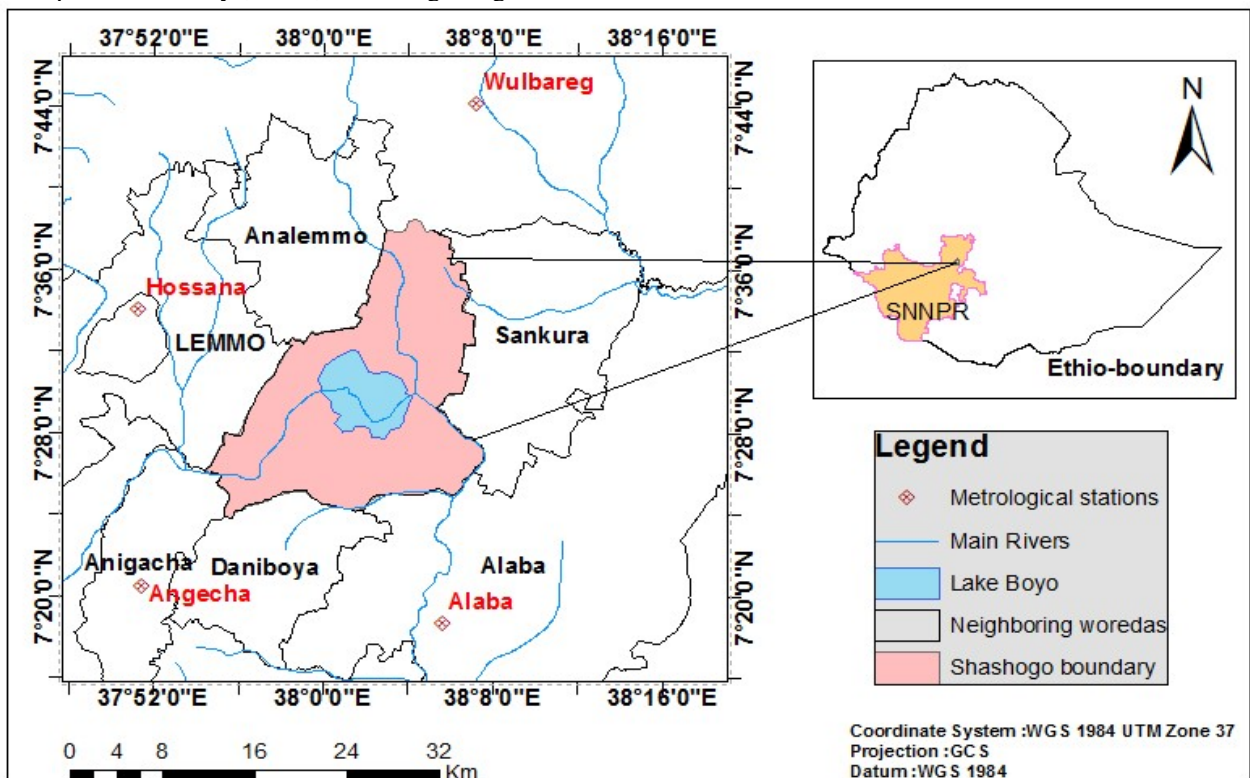 37°52'0"E 38°0'0"E 38°8'0"E 38°16'0"E
7°44'0"N
7°36'0"N
7°28'0"N
7°20'0"N
Wulbareg
Analemmo
Hossana
LEMMO
Sankura
Anigacha
Angecha
Daniboya
Alaba
Alaba
7°44'0"N
7°36'0"N
7°28'0"N
7°20'0"N
37°52'0"E 38°0'0"E 38°8'0"E 38°16'0"E
0 4 8 16 24 32
Km
N
SNNPR
Ethio-boundary
Legend
Metrological stations
Main Rivers
Lake Boyo
Neighboring woredas
Shashogo boundary
Coordinate System :WGS 1984 UTM Zone 37
Projection :GCS
Datum :WGS 1984